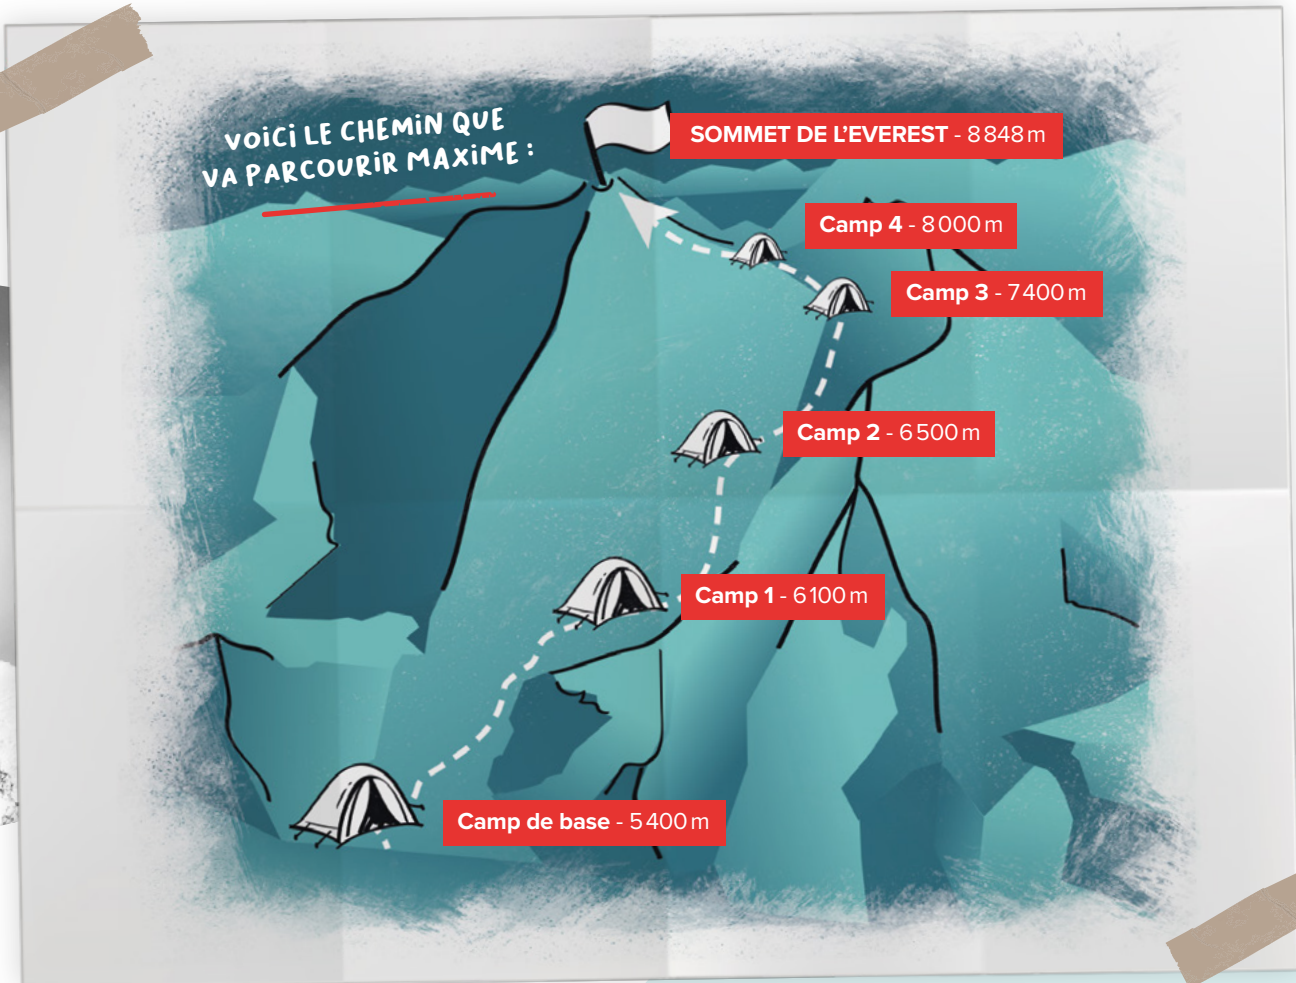 VOICI LE CHEMIN QUE
VA PARCOURIR MAXIME :
SOMMET DE L'EVEREST - 8848 m
Camp 4 - 8000 m
Camp 3 - 7400 m
Camp 2 - 6500 m
Camp 1 - 6100 m
Camp de base - 5400 m